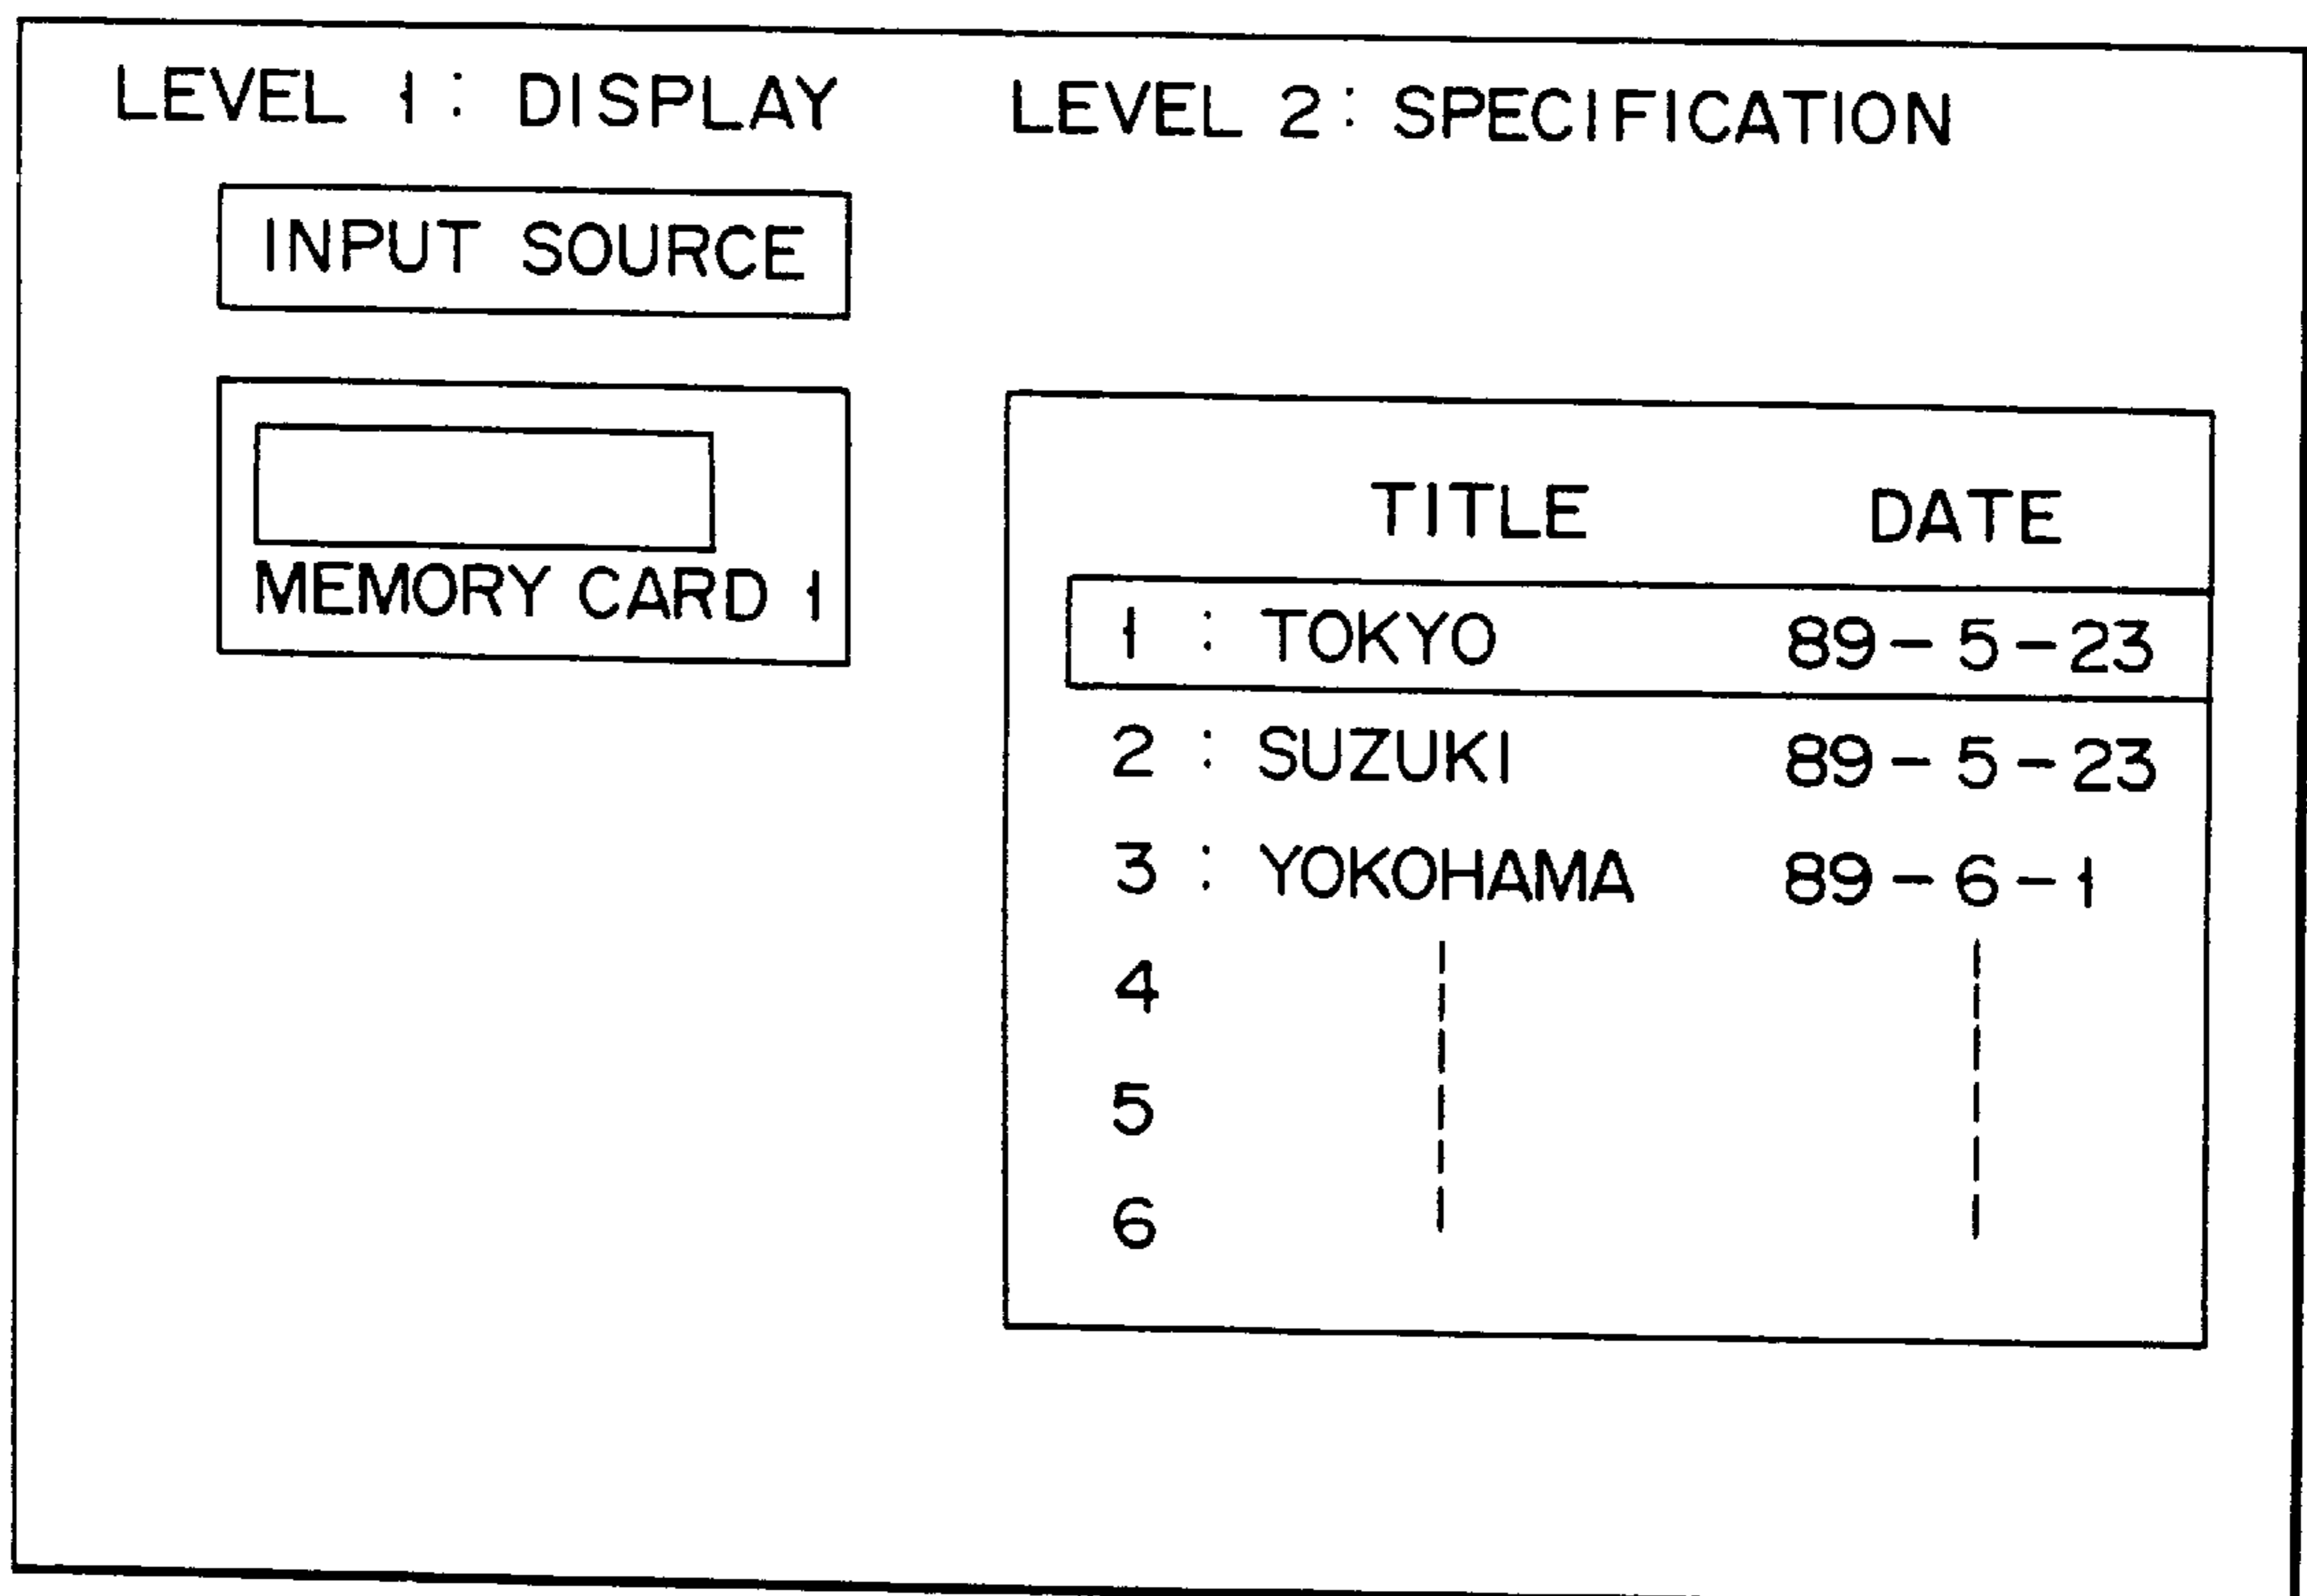 LEVEL 1 : DISPLAY LEVEL 2 : SPECIFICATION
INPUT SOURCE
MEMORY CARD 1
TITLE DATE
1 : TOKYO 89-5-23
2 : SUZUKI 89-5-23
3 : YOKOHAMA 89-6-1
4
5
6